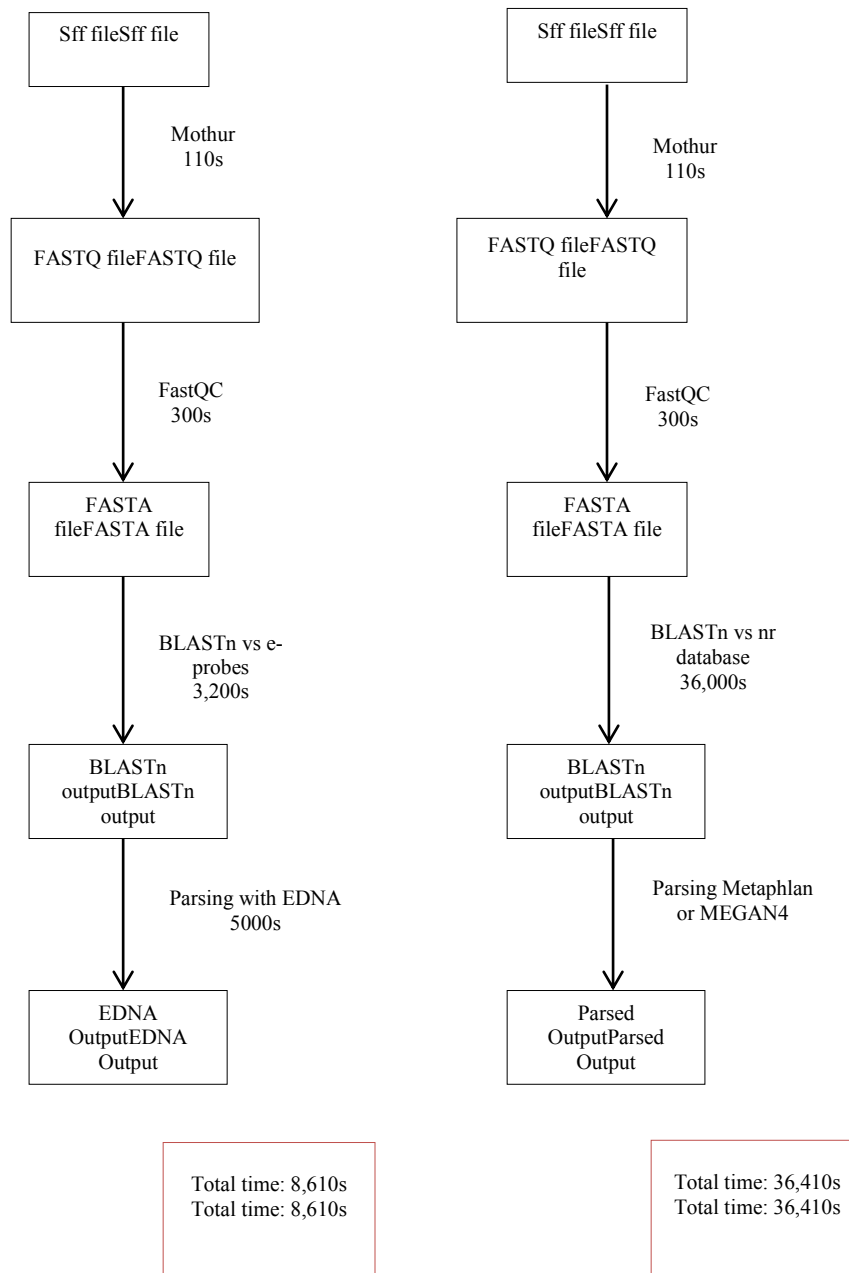 Sff fileSff file
Mothur
110s
FASTQ fileFASTQ file
FastQC
300s
FASTA
fileFASTA file
BLASTn vs e-
probes
3,200s
BLASTn
outputBLASTn
output
Parsing with EDNA
5000s
EDNA
OutputEDNA
Output
Total time: 8,610s
Total time: 8,610s
Sff fileSff file
Mothur
110s
FASTQ fileFASTQ
file
FastQC
300s
FASTA
fileFASTA file
BLASTn vs nr
database
36,000s
BLASTn
outputBLASTn
output
Parsing Metaphlan
or MEGAN4
Parsed
OutputParsed
Output
Total time: 36,410s
Total time: 36,410s